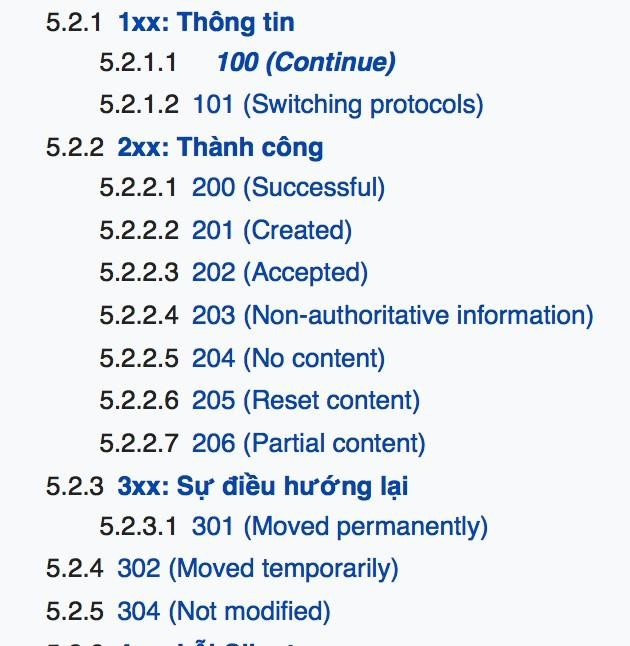 5.2.1 1xx: Thông tin
5.2.1.1 100 (Continue)
5.2.1.2 101 (Switching protocols)
5.2.2 2xx: Thành công
5.2.2.1 200 (Successful)
5.2.2.2 201 (Created)
5.2.2.3 202 (Accepted)
5.2.2.4 203 (Non-authoritative information)
5.2.2.5 204 (No content)
5.2.2.6 205 (Reset content)
5.2.2.7 206 (Partial content)
5.2.3 3xx: Sự điều hướng lại
5.2.3.1 301 (Moved permanently)
5.2.4 302 (Moved temporarily)
5.2.5 304 (Not modified)